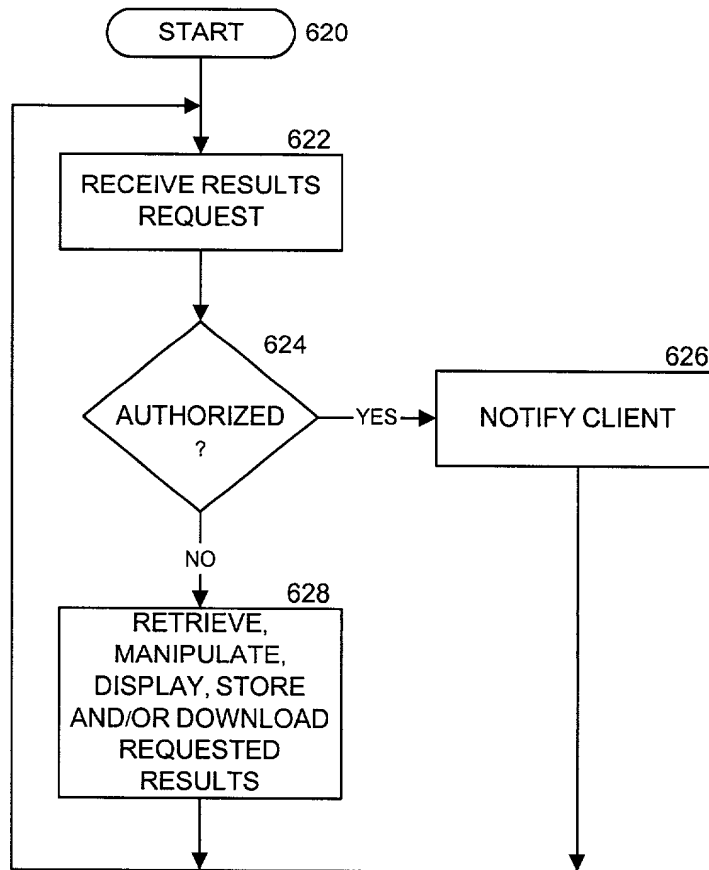 START
620
622
RECEIVE RESULTS
REQUEST
624
AUTHORIZED
?
YES
626
NOTIFY CLIENT
NO
628
RETRIEVE,
MANIPULATE,
DISPLAY, STORE
AND/OR DOWNLOAD
REQUESTED
RESULTS